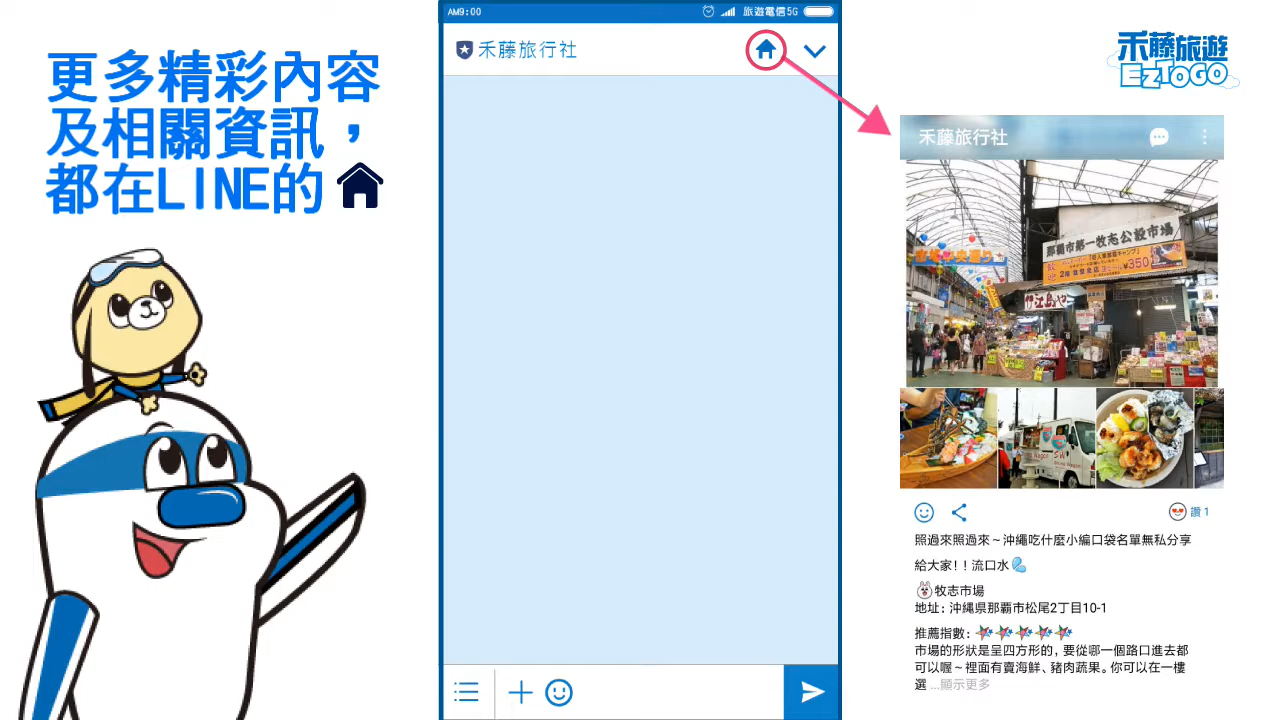 更多精彩內容
及相關資訊，
都在LINE的
AM9:00
旅遊電信5G
禾藤旅行社
禾藤旅遊
EZTOGO
禾藤旅行社
那覇市第一牧志公設市場
2階 食堂
¥350
讚 1
照過來照過來～沖繩吃什麼小編口袋名單無私分享
給大家!! 流口水
牧志市場
地址: 沖縄県那覇市松尾2丁目10-1
推薦指數:
市場的形狀是呈四方形的, 要從哪一個路口進去都
可以喔～裡面有賣海鮮、豬肉蔬果。你可以在一樓
選 ...顯示更多